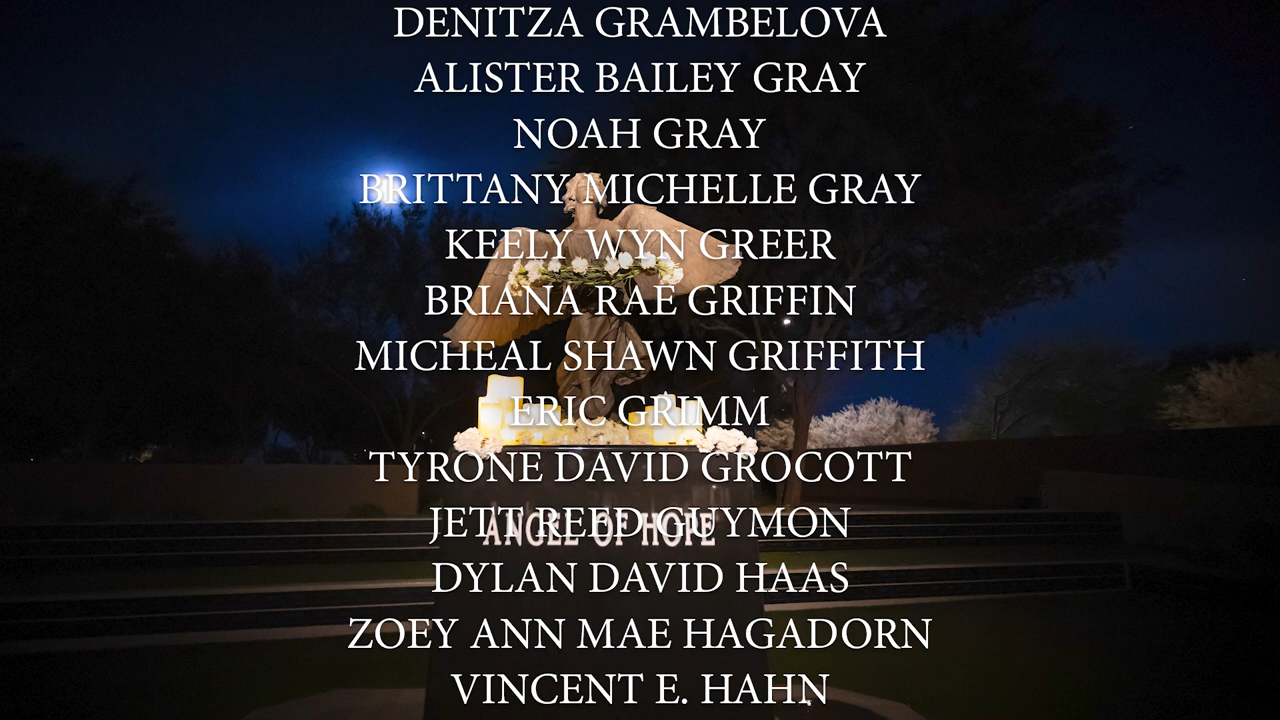 DENITZA GRAMBELOVA
ALISTER BAILEY GRAY
NOAH GRAY
BRITTANY MICHELLE GRAY
KEELY WYN GREER
BRIANA RAE GRIFFIN
MICHEAL SHAWN GRIFFITH
ERIC GRIMM
TYRONE DAVID GROCOTT
JETT REED GUYMON
ANGEL OF HOPE
DYLAN DAVID HAAS
ZOEY ANN MAE HAGADORN
VINCENT E. HAHN